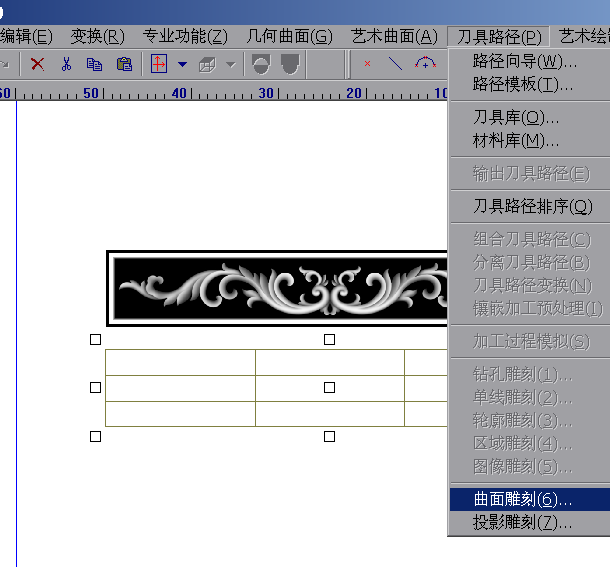 编辑(E) 变换(R) 专业功能(Z) 几何曲面(G) 艺术曲面(A) 刀具路径(P) 艺术绘
60 50 40 30 20 10
路径向导(W)...
路径模板(T)...
刀具库(O)...
材料库(M)...
输出刀具路径(E)
刀具路径排序(Q)
组合刀具路径(C)
分离刀具路径(B)
刀具路径变换(N)
镶嵌加工预处理(I)
加工过程模拟(S)
钻孔雕刻(1)...
单线雕刻(2)...
轮廓雕刻(3)...
区域雕刻(4)...
图像雕刻(5)...
曲面雕刻(6)...
投影雕刻(7)...